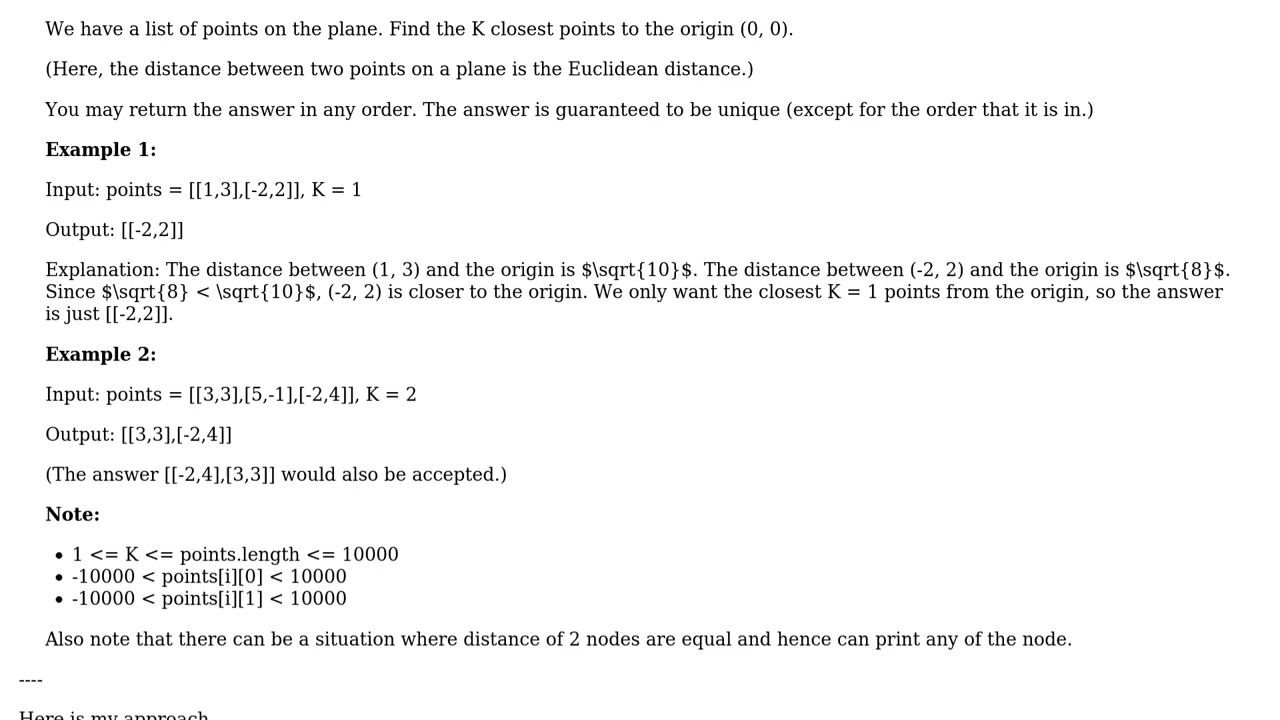 We have a list of points on the plane. Find the K closest points to the origin (0, 0).
(Here, the distance between two points on a plane is the Euclidean distance.)
You may return the answer in any order. The answer is guaranteed to be unique (except for the order that it is in.)
Example 1:
Input: points = [[1,3],[-2,2]], K = 1
Output: [[-2,2]]
Explanation: The distance between (1, 3) and the origin is $\sqrt{10}$. The distance between (-2, 2) and the origin is $\sqrt{8}$.
Since $\sqrt{8} < \sqrt{10}$, (-2, 2) is closer to the origin. We only want the closest K = 1 points from the origin, so the answer
is just [[-2,2]].
Example 2:
Input: points = [[3,3],[5,-1],[-2,4]], K = 2
Output: [[3,3],[-2,4]]
(The answer [[-2,4],[3,3]] would also be accepted.)
Note:
• 1 <= K <= points.length <= 10000
• -10000 < points[i][0] < 10000
• -10000 < points[i][1] < 10000
Also note that there can be a situation where distance of 2 nodes are equal and hence can print any of the node.
----
Here is my approach